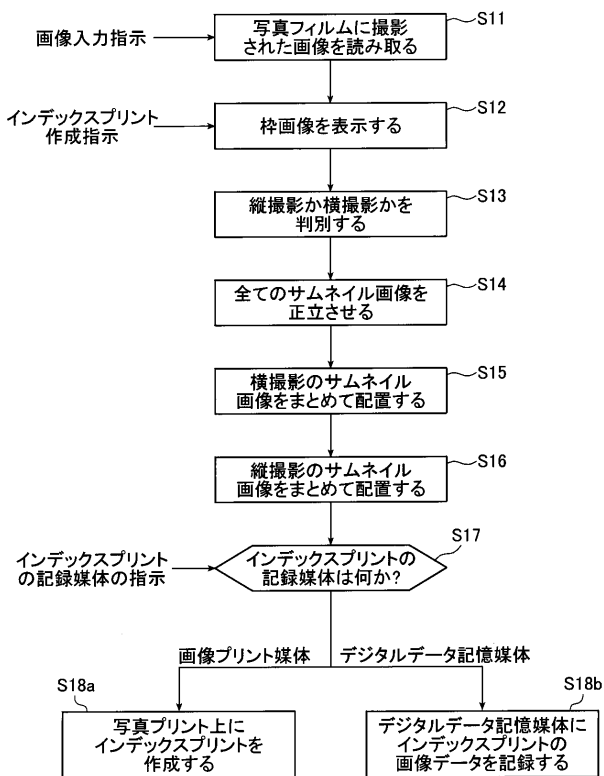 写真フィルムに撮影
された画像を読み取る
S11
画像入力指示
枠画像を表示する
S12
インデックスプリント
作成指示
縦撮影か横撮影かを
判別する
S13
全てのサムネイル画像を
正立させる
S14
横撮影のサムネイル
画像をまとめて配置する
S15
縦撮影のサムネイル
画像をまとめて配置する
S16
インデックスプリントの
記録媒体は何か?
S17
インデックスプリント
の記録媒体の指示
画像プリント媒体
デジタルデータ記憶媒体
S18a
写真プリント上に
インデックスプリントを
作成する
S18b
デジタルデータ記憶媒体に
インデックスプリントの
画像データを記録する